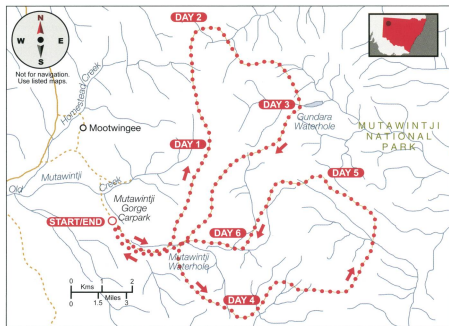 N
W E
S
Not for navigation.
Use listed maps.
DAY 2
Homestead Creek
Mootwingee
DAY 3
Gundara
Waterhole
MUTAWINTJI
NATIONAL
PARK
DAY 1
DAY 5
Old Mutawintji Creek
Mutawintji
Gorge
Carpark
START/END
DAY 6
Mutawintji
Waterhole
DAY 4
0 Kms 1 2
0 1.5 Miles 3